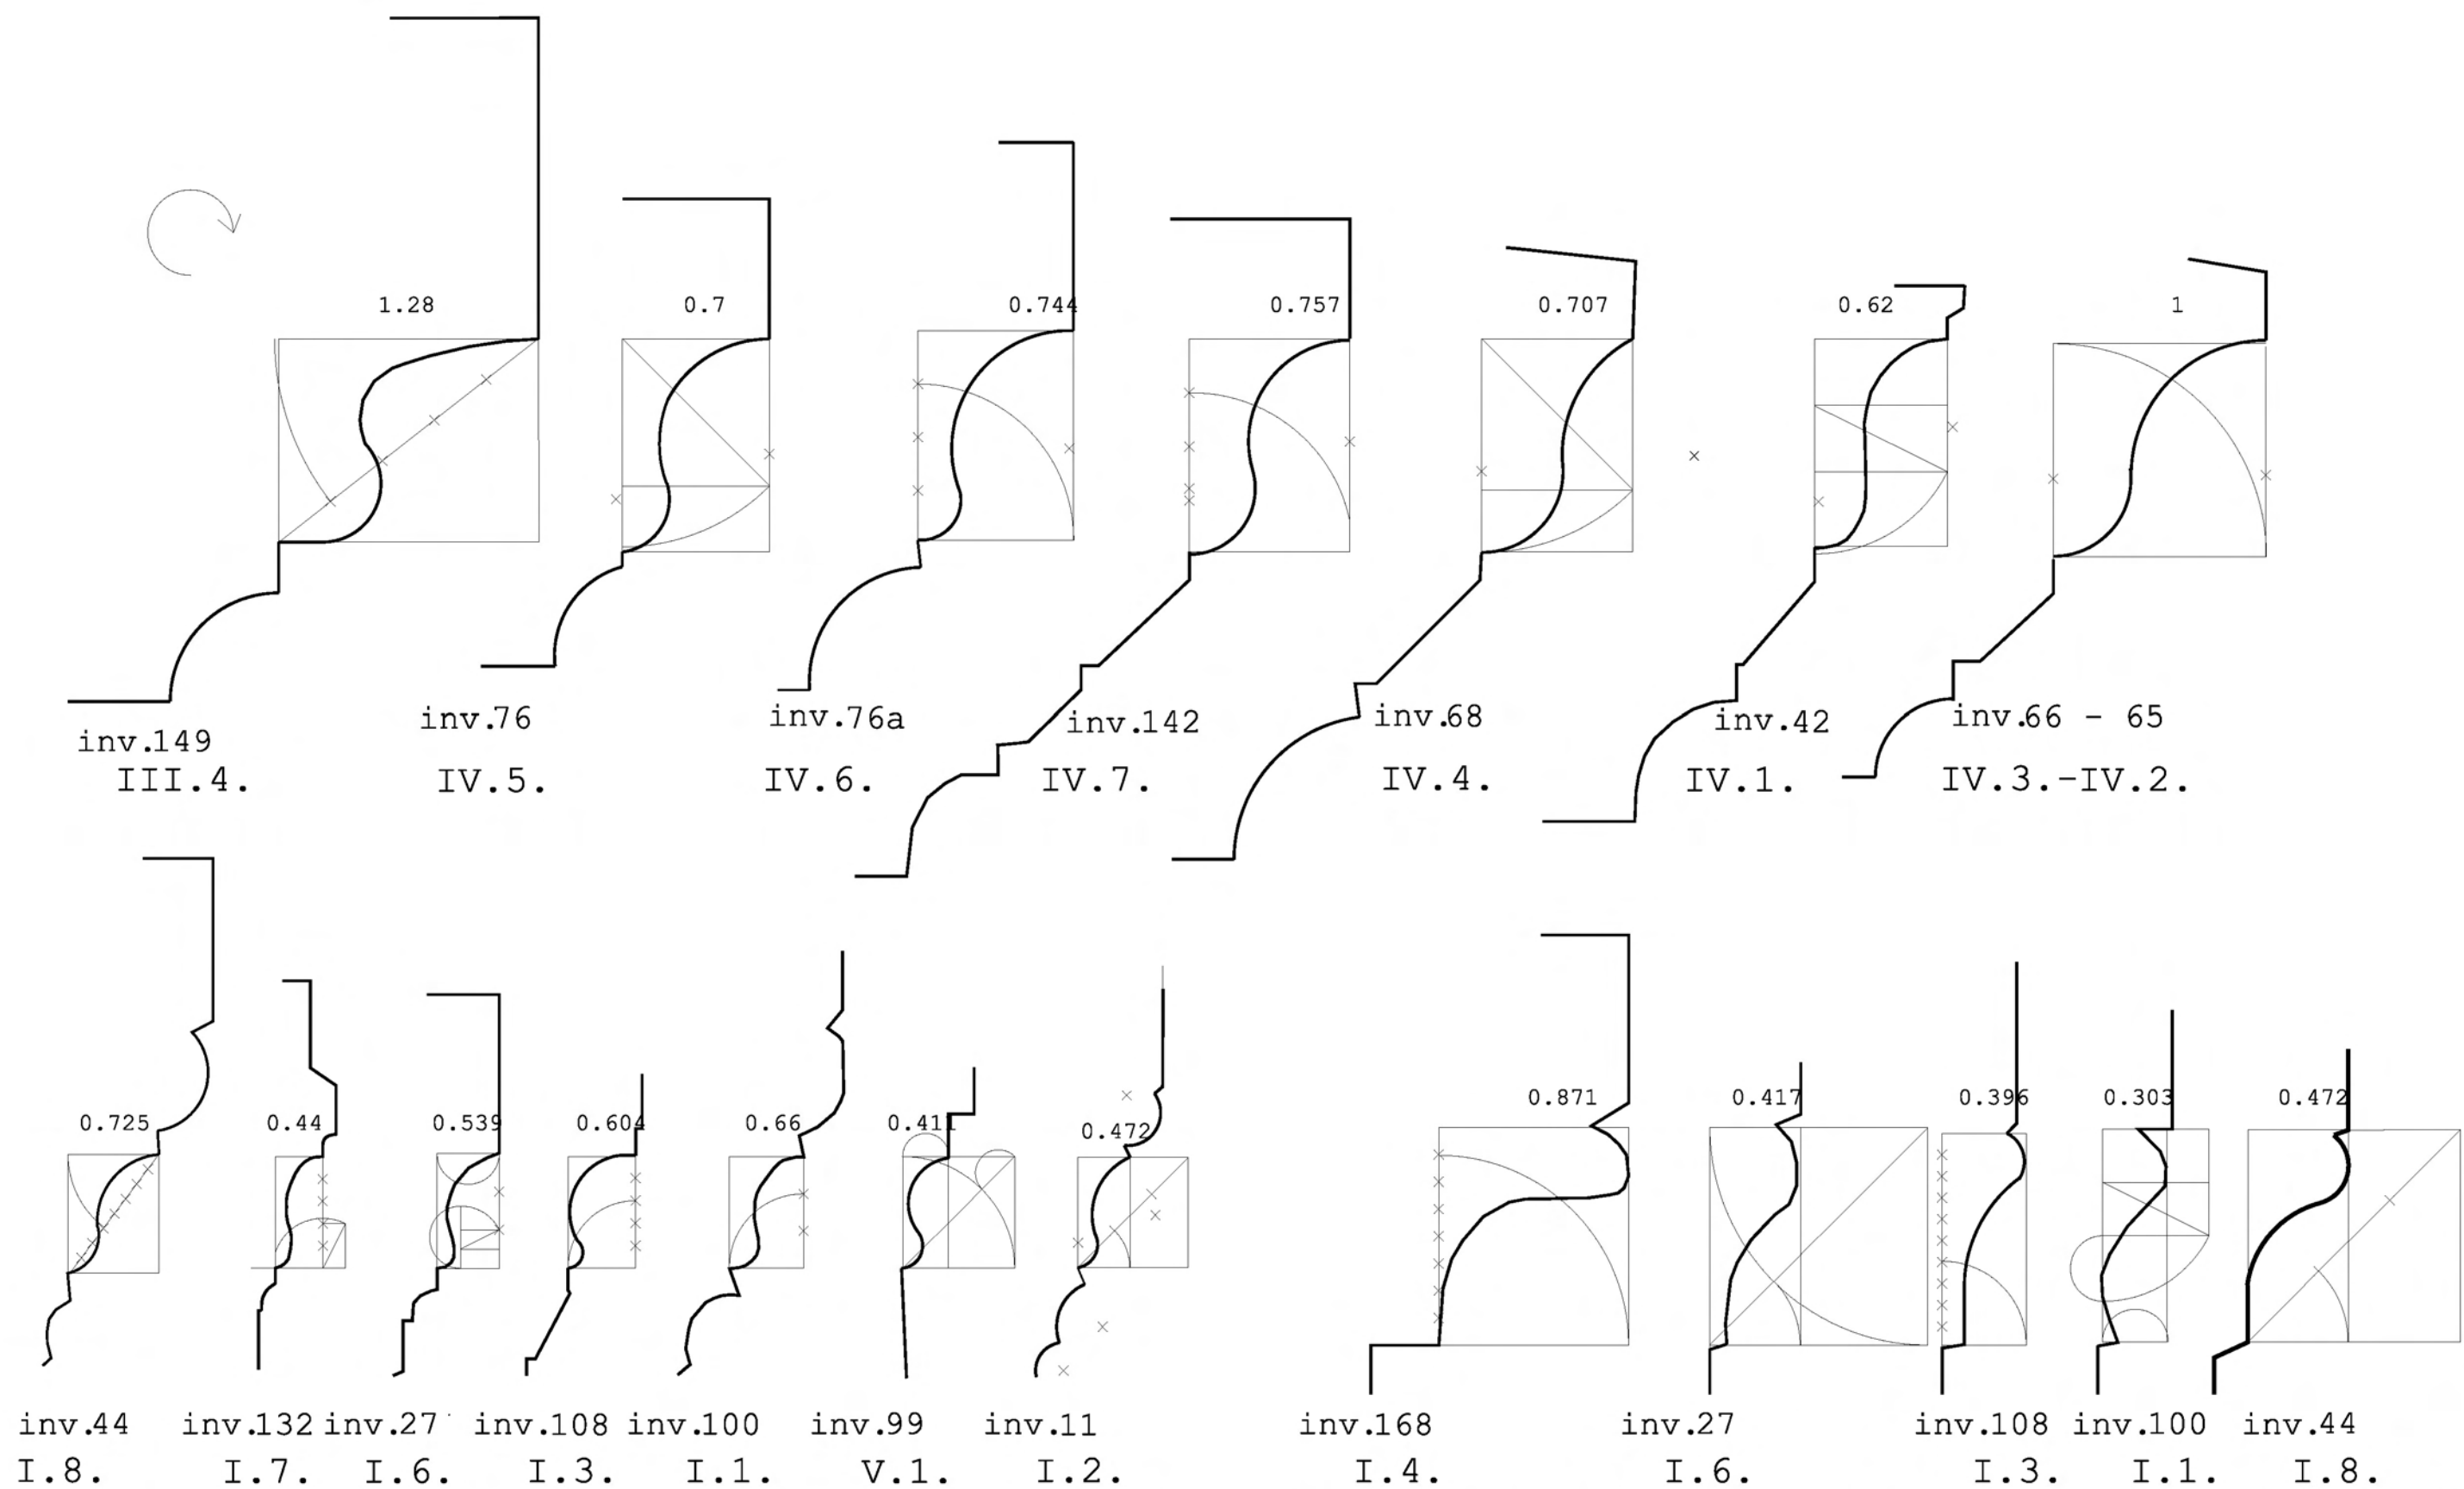 1.28 0.7 0.744 0.757 0.707 0.62 1
inv.149 inv.76 inv.76a inv.142 inv.68 inv.42 inv.66 - 65
III.4. IV.5. IV.6. IV.7. IV.4. IV.1. IV.3.-IV.2.
0.725 0.44 0.539 0.604 0.66 0.411 0.472 0.871 0.417 0.396 0.303 0.472
inv.44 inv.132 inv.27 inv.108 inv.100 inv.99 inv.11 inv.168 inv.27 inv.108 inv.100 inv.44
I.8. I.7. I.6. I.3. I.1. V.1. I.2. I.4. I.6. I.3. I.1. I.8.